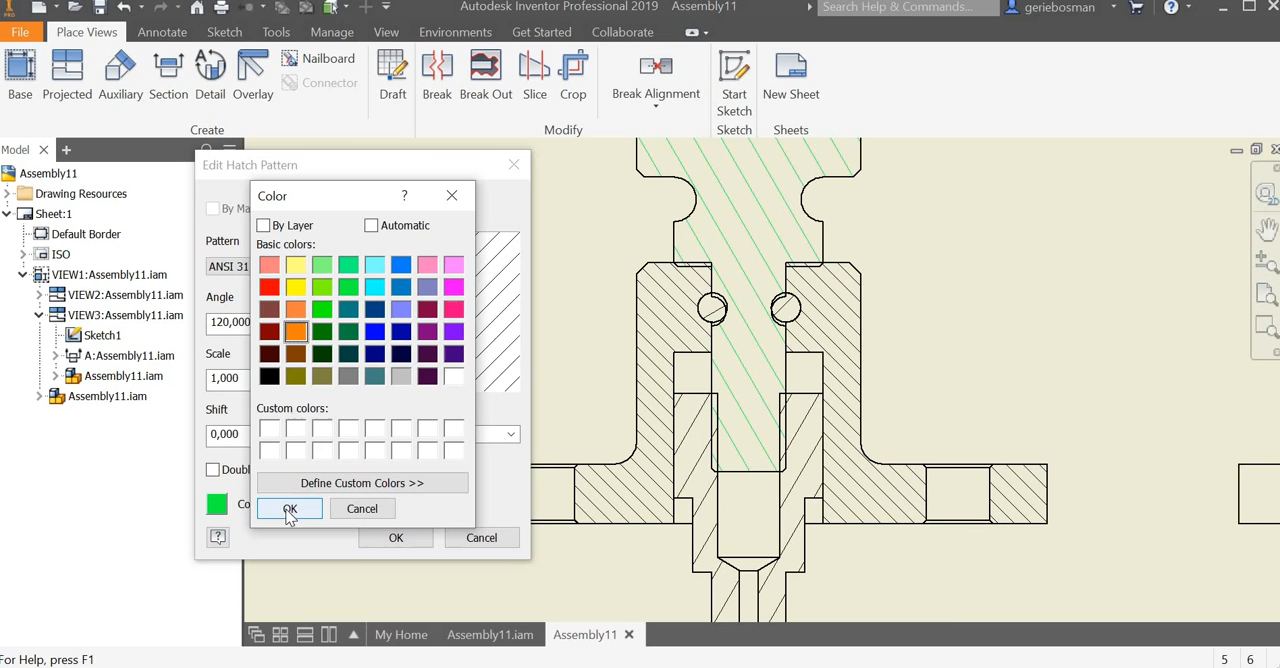 PRO
Autodesk Inventor Professional 2019 Assembly11
Search Help & Commands...
geriebosman
File Place Views Annotate Sketch Tools Manage View Environments Get Started Collaborate
Base Projected Auxiliary Section Detail Overlay
Nailboard
Connector
Draft
Break Break Out Slice Crop
Break Alignment
Start
Sketch
New Sheet
Create Modify Sketch Sheets
Model
Assembly11
Drawing Resources
Sheet:1
Default Border
ISO
VIEW1:Assembly11.iam
VIEW2:Assembly11.iam
VIEW3:Assembly11.iam
Sketch1
A:Assembly11.iam
Assembly11.iam
Assembly11.iam
Edit Hatch Pattern
By Ma
Pattern
ANSI 31
Angle
120,000
Scale
1,000
Shift
0,000
Doubl
Co
OK Cancel
Color
?
By Layer Automatic
Basic colors:
Custom colors:
Define Custom Colors >>
OK Cancel
My Home Assembly11.iam Assembly11
For Help, press F1
5 6